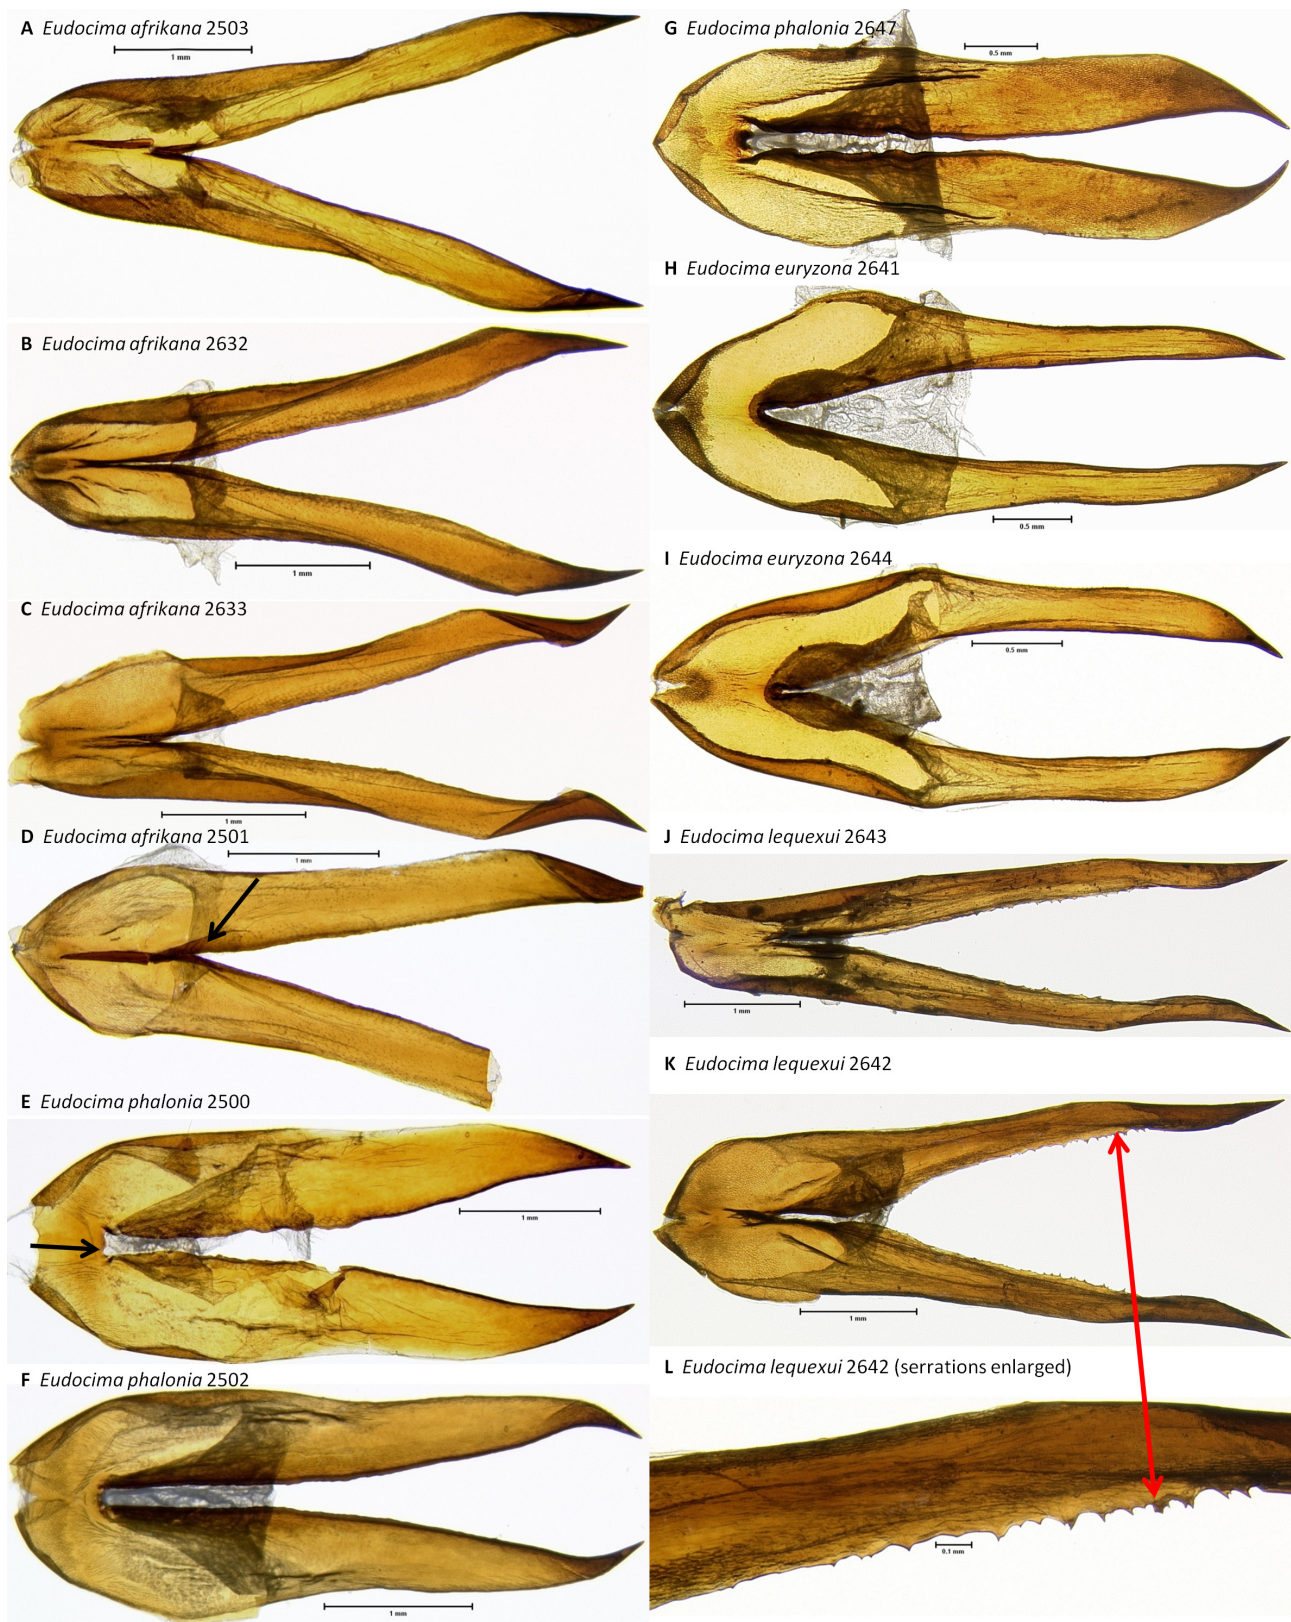 A Eudocima afrikana 2503
1 mm
B Eudocima afrikana 2632
1 mm
C Eudocima afrikana 2633
1 mm
D Eudocima afrikana 2501
1 mm
E Eudocima phalonia 2500
1 mm
F Eudocima phalonia 2502
1 mm
G Eudocima phalonia 2647
0.5 mm
H Eudocima euryzona 2641
0.5 mm
I Eudocima euryzona 2644
0.5 mm
J Eudocima lequexui 2643
1 mm
K Eudocima lequexui 2642
1 mm
L Eudocima lequexui 2642 (serrations enlarged)
0.1 mm